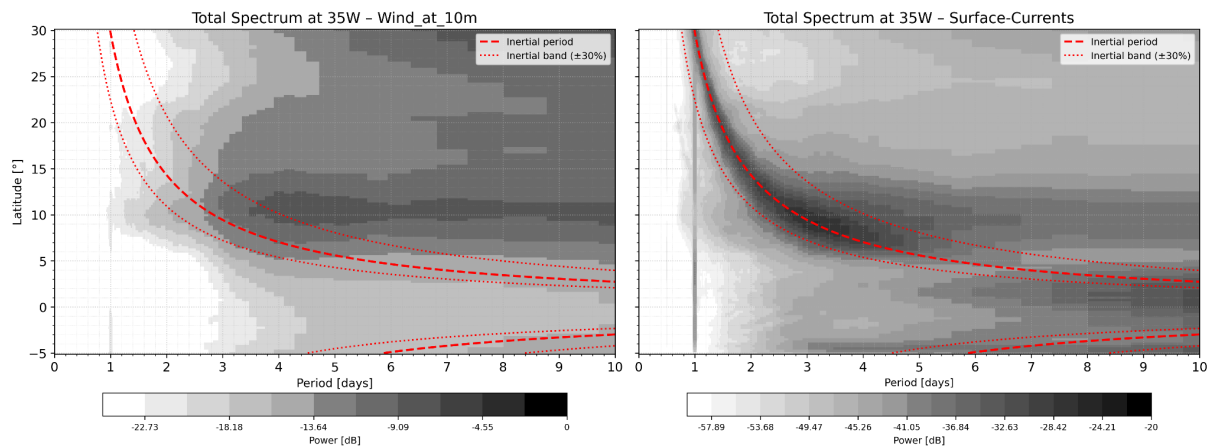 Total Spectrum at 35W – Wind_at_10m
Inertial period
Inertial band (±30%)
Latitude [°]
30
25
20
15
10
5
0
−5
0 1 2 3 4 5 6 7 8 9 10
Period [days]
-22.73 -18.18 -13.64 -9.09 -4.55 0
Power [dB]
Total Spectrum at 35W – Surface-Currents
Inertial period
Inertial band (±30%)
0 1 2 3 4 5 6 7 8 9 10
Period [days]
-57.89 -53.68 -49.47 -45.26 -41.05 -36.84 -32.63 -28.42 -24.21 -20
Power [dB]